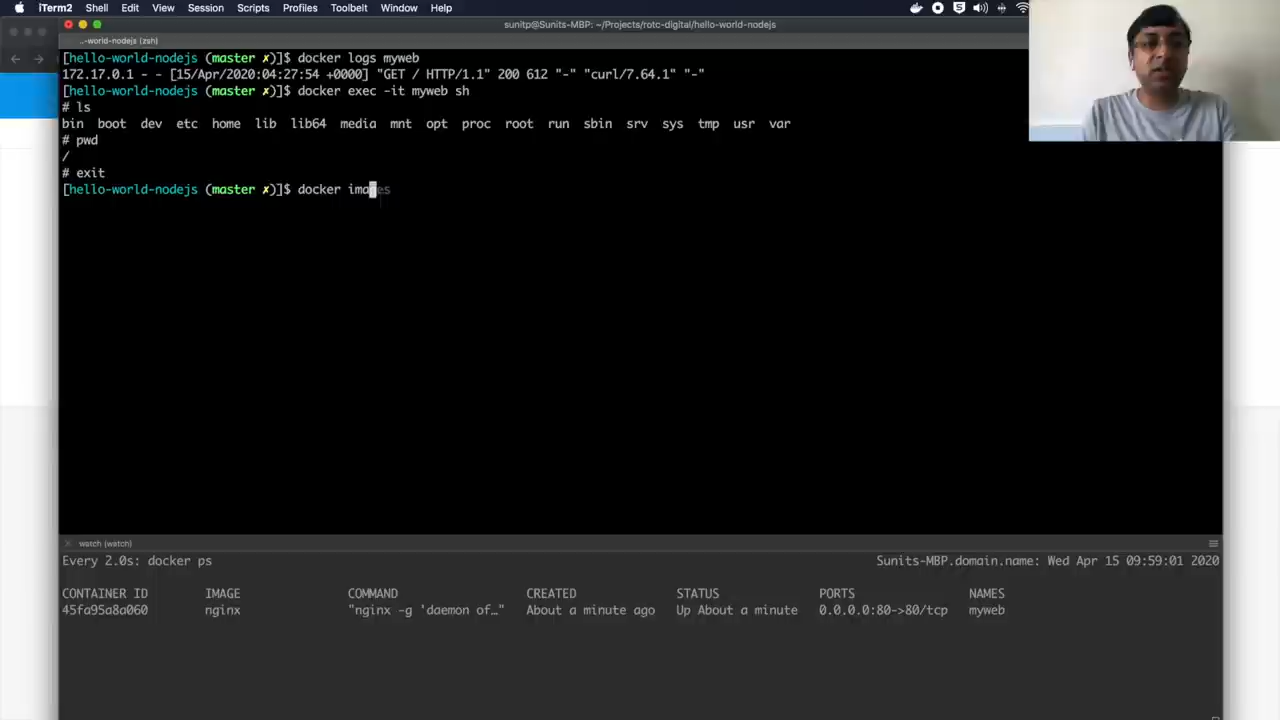 iTerm2 Shell Edit View Session Scripts Profiles Toolbelt Window Help
sunitp@Sunits-MBP: ~/Projects/rotc-digital/hello-world-nodejs
..-world-nodejs (zsh)
[hello-world-nodejs (master ✗)]$ docker logs myweb
172.17.0.1 - - [15/Apr/2020:04:27:54 +0000] "GET / HTTP/1.1" 200 612 "-" "curl/7.64.1" "-"
[hello-world-nodejs (master ✗)]$ docker exec -it myweb sh
# ls
bin boot dev etc home lib lib64 media mnt opt proc root run sbin srv sys tmp usr var
# pwd
/
# exit
[hello-world-nodejs (master ✗)]$ docker images
watch (watch)
Every 2.0s: docker ps Sunits-MBP.domain.name: Wed Apr 15 09:59:01 2020
CONTAINER ID IMAGE COMMAND CREATED STATUS PORTS NAMES
45fa95a8a060 nginx "nginx -g 'daemon of…" About a minute ago Up About a minute 0.0.0.0:80->80/tcp myweb